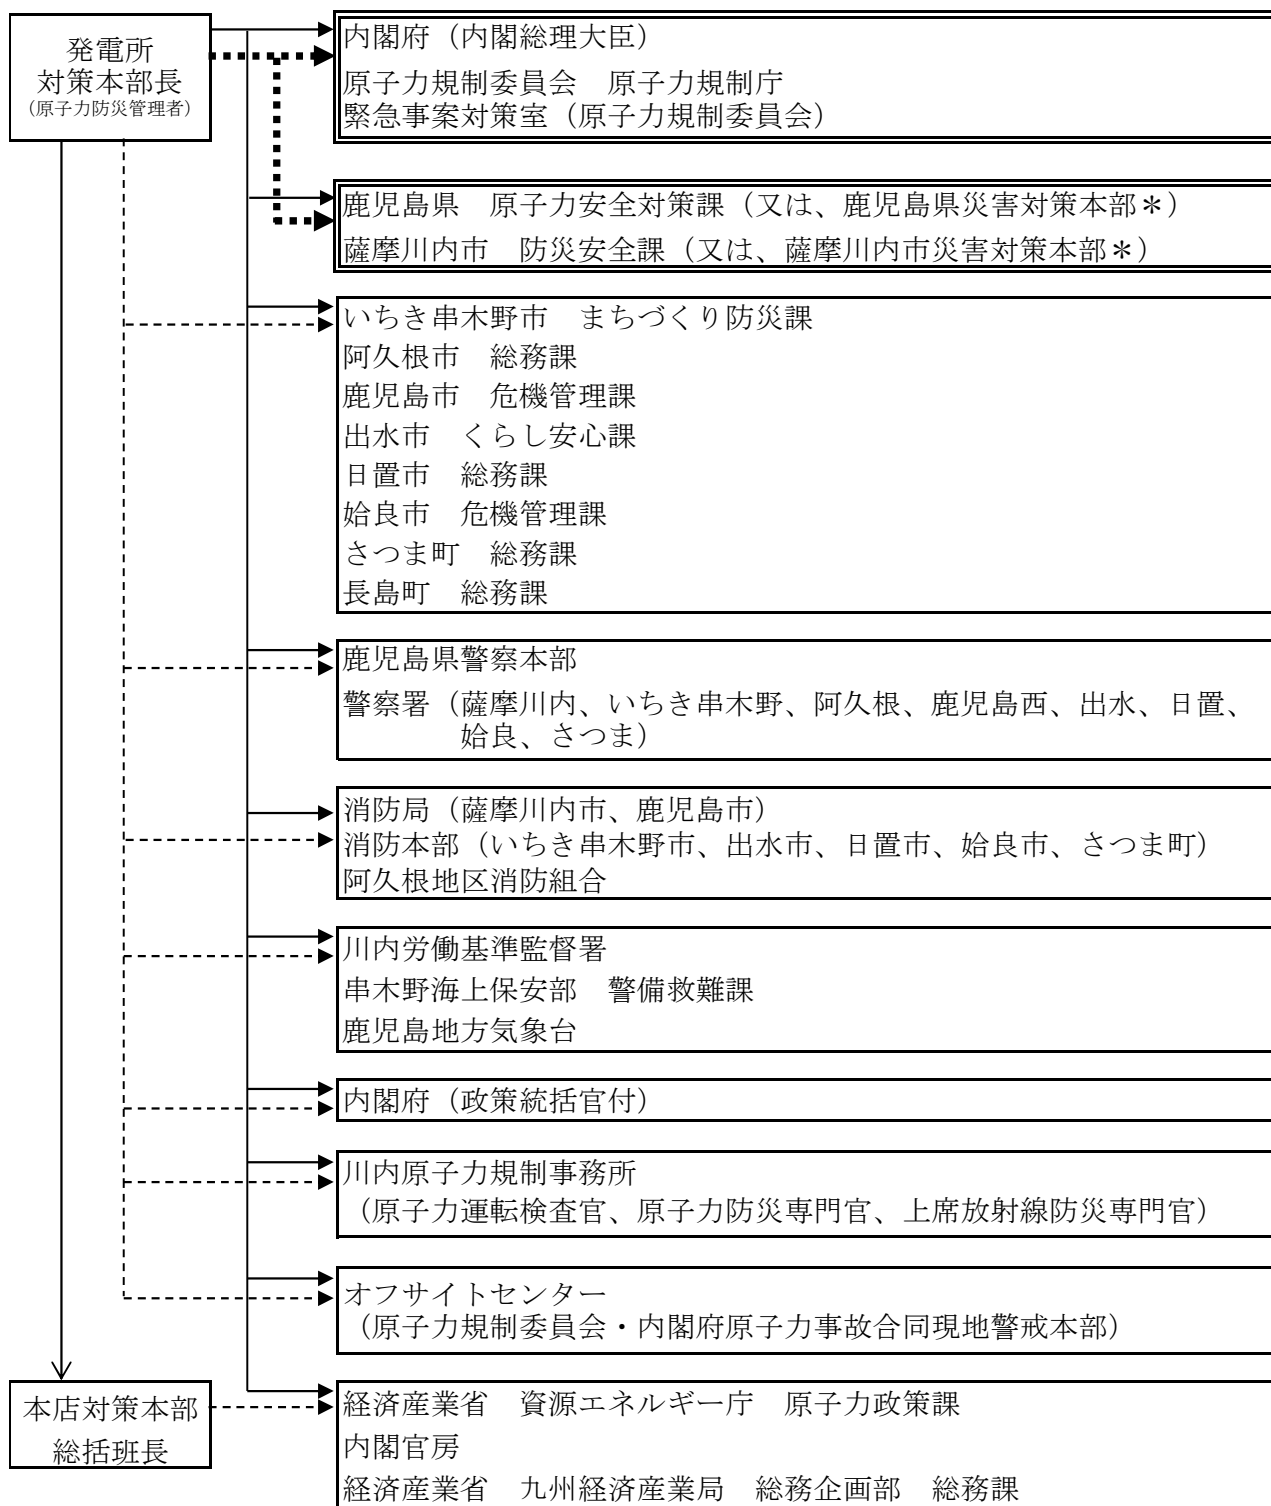 発電所
対策本部長
(原子力防災管理者)
内閣府（内閣総理大臣）
原子力規制委員会　原子力規制庁
緊急事案対策室（原子力規制委員会）
鹿児島県　原子力安全対策課（又は、鹿児島県災害対策本部＊）
薩摩川内市　防災安全課（又は、薩摩川内市災害対策本部＊）
いちき串木野市　まちづくり防災課
阿久根市　総務課
鹿児島市　危機管理課
出水市　くらし安心課
日置市　総務課
姶良市　危機管理課
さつま町　総務課
長島町　総務課
鹿児島県警察本部
警察署（薩摩川内、いちき串木野、阿久根、鹿児島西、出水、日置、
姶良、さつま）
消防局（薩摩川内市、鹿児島市）
消防本部（いちき串木野市、出水市、日置市、姶良市、さつま町）
阿久根地区消防組合
川内労働基準監督署
串木野海上保安部　警備救難課
鹿児島地方気象台
内閣府（政策統括官付）
川内原子力規制事務所
（原子力運転検査官、原子力防災専門官、上席放射線防災専門官）
オフサイトセンター
（原子力規制委員会・内閣府原子力事故合同現地警戒本部）
本店対策本部
総括班長
経済産業省　資源エネルギー庁　原子力政策課
内閣官房
経済産業省　九州経済産業局　総務企画部　総務課